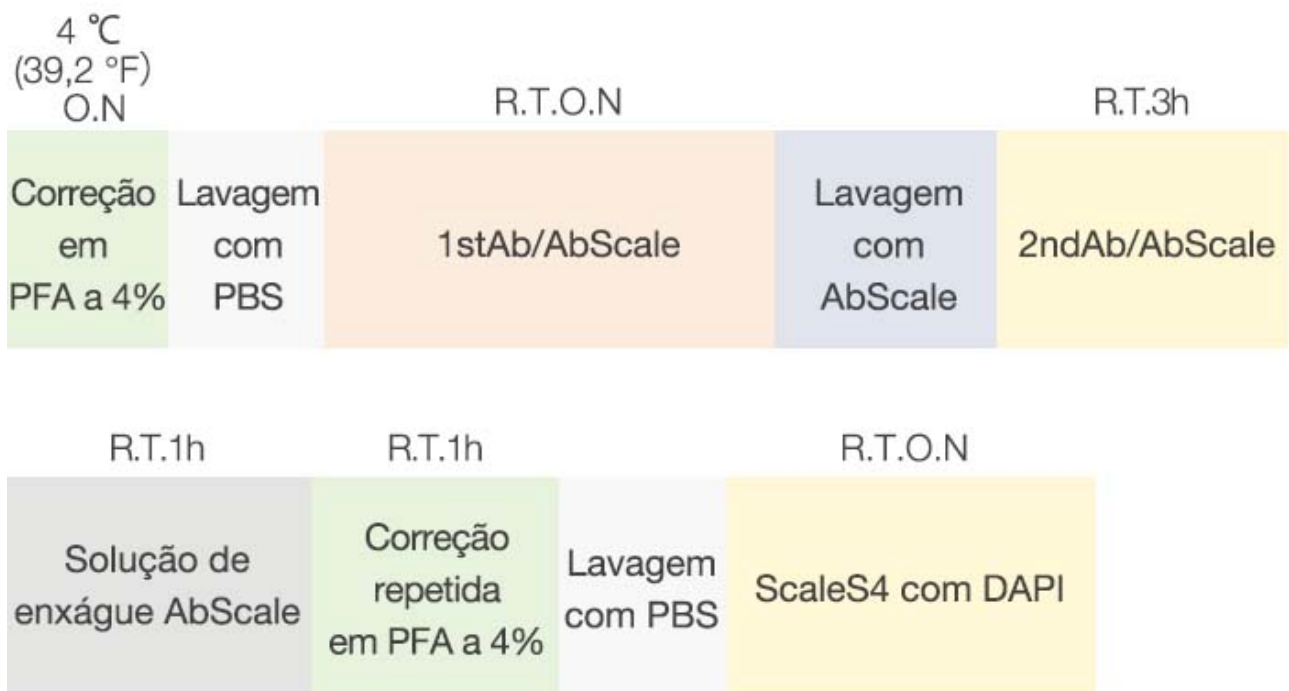 4 ℃
(39,2 °F)
O.N
R.T.O.N
R.T.3h
Correção
em
PFA a 4%
Lavagem
com
PBS
1stAb/AbScale
Lavagem
com
AbScale
2ndAb/AbScale
R.T.1h
R.T.1h
R.T.O.N
Solução de
enxágue AbScale
Correção
repetida
em PFA a 4%
Lavagem
com PBS
ScaleS4 com DAPI